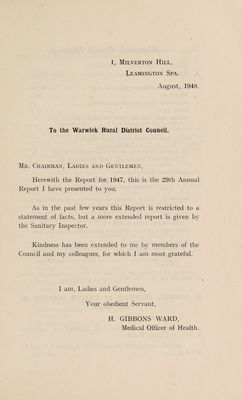 1, Milverton Hill,
Leamington Spa.
August, 1948.
To the Warwick Rural District Council.
Mr. Chairman, Ladies and Gentlemen,
Herewith the Report for 1947, this is the 29th Annual
Report I have presented to you.
As in the past few years this Report is restricted to a
statement of facts, but a more extended report is given by
the Sanitary Inspector.
Kindness has been extended to me by members of the
Council and my colleagues, for which I am most grateful.
I am, Ladies and Gentlemen,
Your obedient Servant,
H. GIBBONS WARD,
Medical Officer of Health.